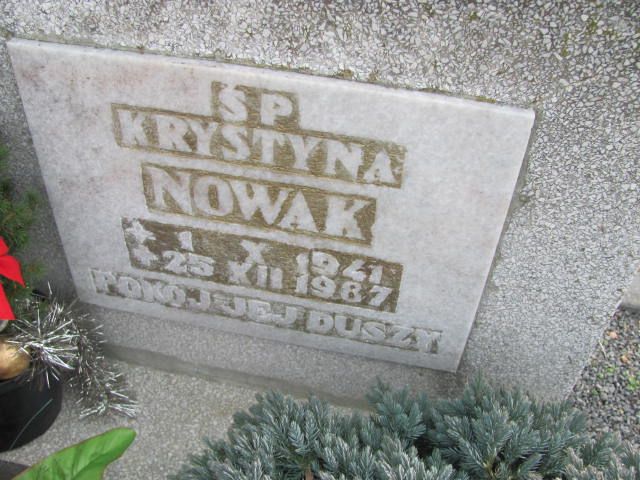 ŚP
KRYSTYNA
NOWAK
* 1 X 1941
* 25 XII 1987
POKÓJ JEJ DUSZY